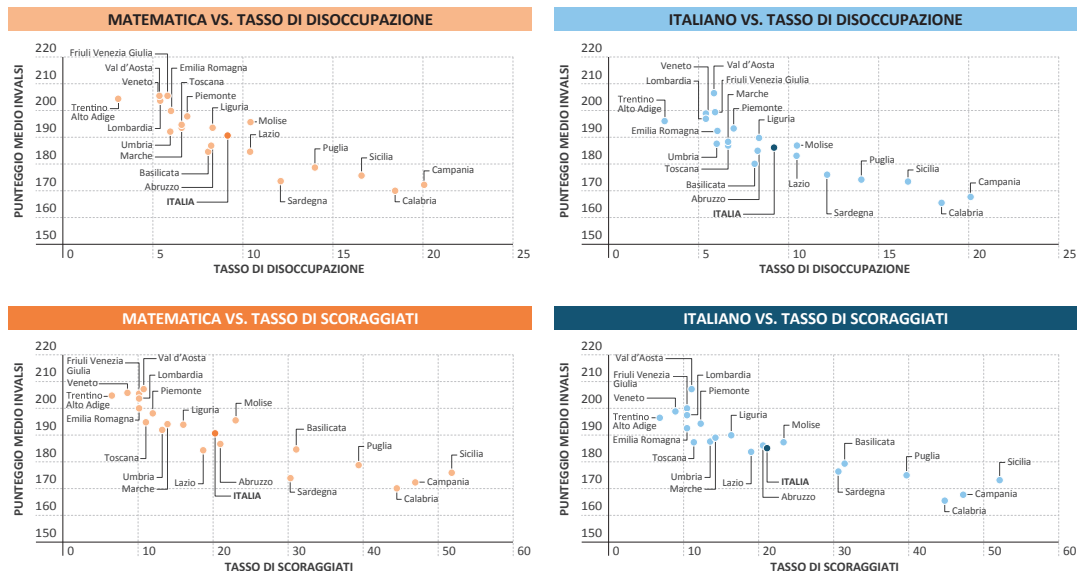 MATEMATICA VS. TASSO DI DISOCCUPAZIONE
PUNTEGGIO MEDIO INVALSI
220
210
200
190
180
170
160
150
Friuli Venezia Giulia
Val d'Aosta
Emilia Romagna
Veneto
Toscana
Trentino
Alto Adige
Piemonte
Lombardia
Liguria
Molise
Umbria
Lazio
Marche
Puglia
Sicilia
Basilicata
Campania
Abruzzo
ITALIA
Sardegna
Calabria
0
5
10
15
20
25
TASSO DI DISOCCUPAZIONE
ITALIANO VS. TASSO DI DISOCCUPAZIONE
PUNTEGGIO MEDIO INVALSI
220
210
200
190
180
170
160
150
Veneto
Val d'Aosta
Lombardia
Friuli Venezia Giulia
Marche
Trentino
Alto Adige
Piemonte
Liguria
Emilia Romagna
Molise
Umbria
Puglia
Sicilia
Toscana
Basilicata
Lazio
Campania
Abruzzo
ITALIA
Sardegna
Calabria
0
5
10
15
20
25
TASSO DI DISOCCUPAZIONE
MATEMATICA VS. TASSO DI SCORAGGIATI
PUNTEGGIO MEDIO INVALSI
220
210
200
190
180
170
160
150
Friuli Venezia
Giulia
Val d'Aosta
Lombardia
Veneto
Piemonte
Trentino
Alto Adige
Liguria
Molise
Emilia Romagna
Basilicata
Toscana
Puglia
Sicilia
Umbria
Marche
Lazio
Abruzzo
ITALIA
Sardegna
Campania
Calabria
0
10
20
30
40
50
60
TASSO DI SCORAGGIATI
ITALIANO VS. TASSO DI SCORAGGIATI
PUNTEGGIO MEDIO INVALSI
220
210
200
190
180
170
160
150
Val d'Aosta
Friuli Venezia
Giulia
Lombardia
Veneto
Piemonte
Trentino
Alto Adige
Liguria
Molise
Emilia Romagna
Basilicata
Toscana
Puglia
Sicilia
Umbria
Marche
Lazio
ITALIA
Abruzzo
Sardegna
Campania
Calabria
0
10
20
30
40
50
60
TASSO DI SCORAGGIATI